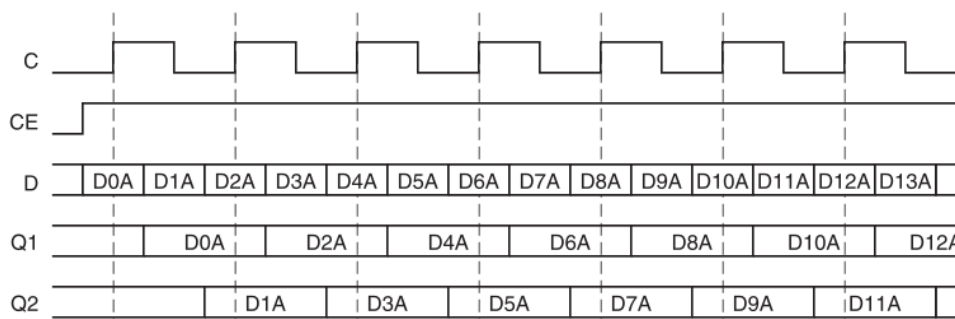 C
CE
D D0A D1A D2A D3A D4A D5A D6A D7A D8A D9A D10A D11A D12A D13A
Q1 D0A D2A D4A D6A D8A D10A D12A
Q2 D1A D3A D5A D7A D9A D11A